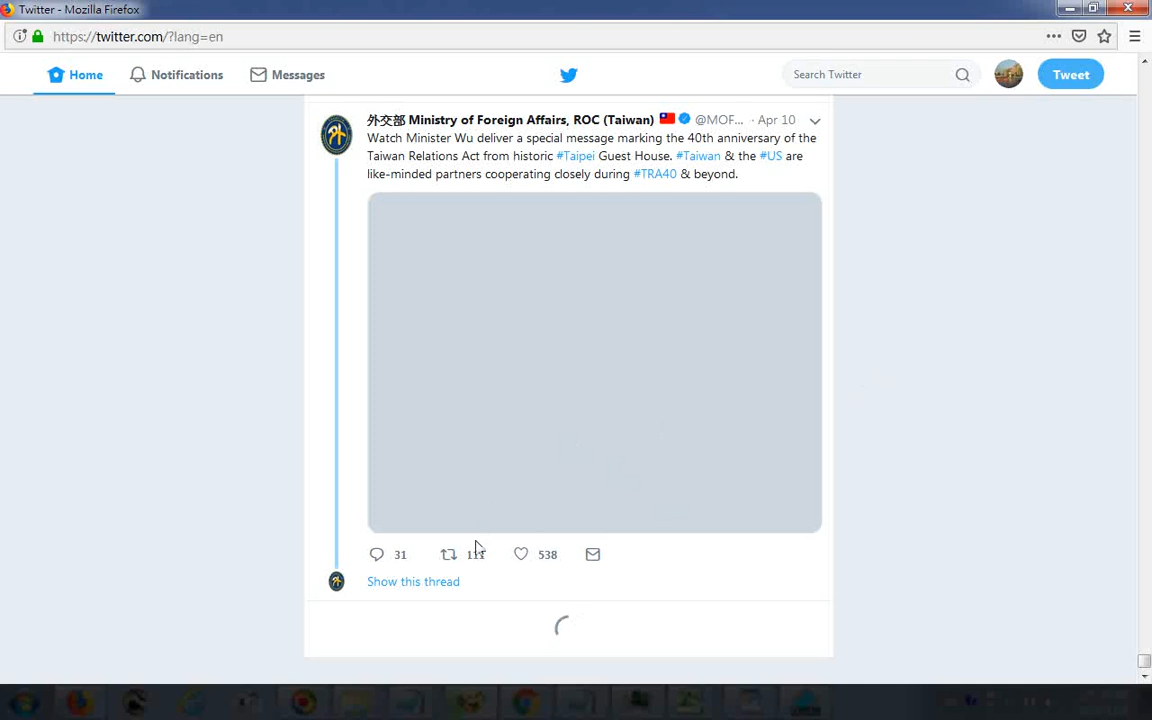 Twitter - Mozilla Firefox
https://twitter.com/?lang=en
Home
Notifications
Messages
Search Twitter
Tweet
外交部 Ministry of Foreign Affairs, ROC (Taiwan) @MOF... · Apr 10
Watch Minister Wu deliver a special message marking the 40th anniversary of the
Taiwan Relations Act from historic #Taipei Guest House. #Taiwan & the #US are
like-minded partners cooperating closely during #TRA40 & beyond.
31
538
Show this thread